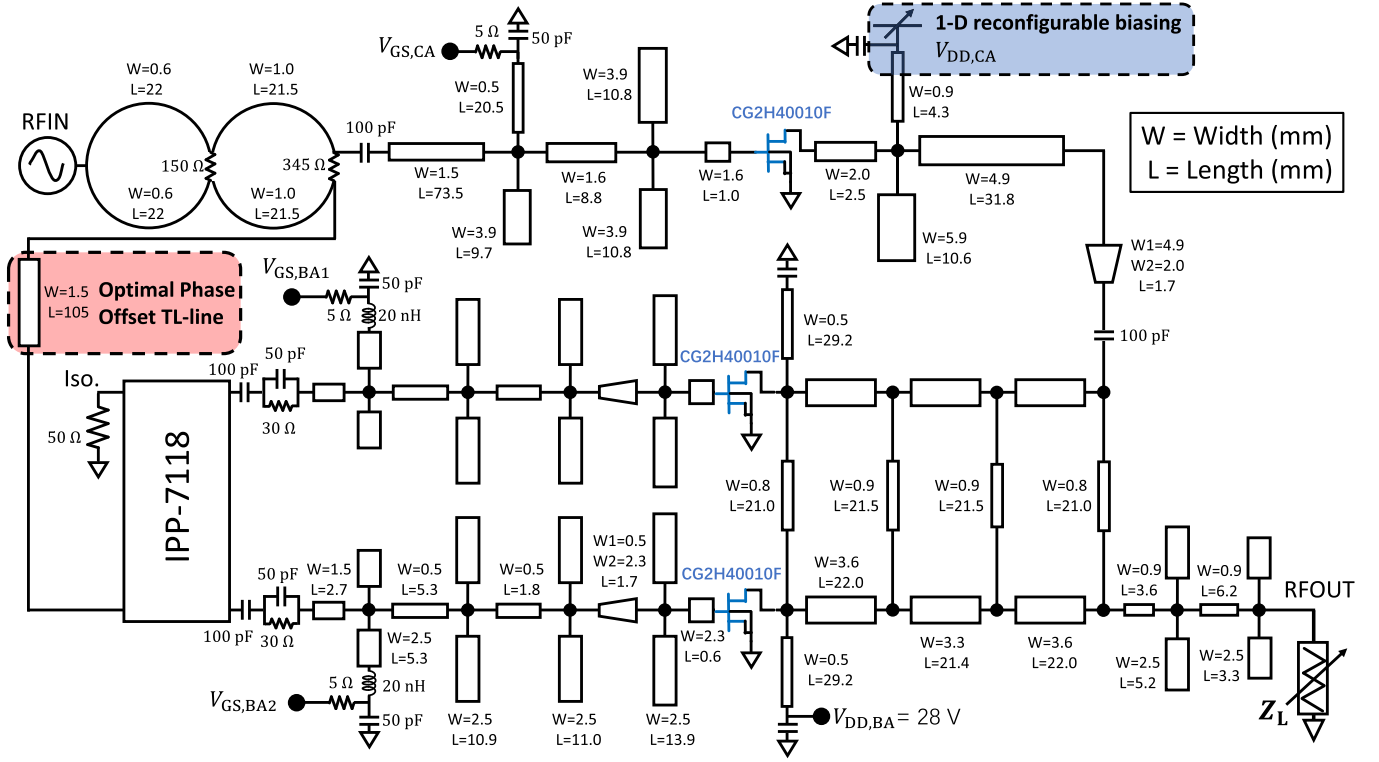 5 Ω
50 pF
V_GS,CA
1-D reconfigurable biasing
V_DD,CA
W=0.6
L=22
W=1.0
L=21.5
W=0.5
L=20.5
W=3.9
L=10.8
W=0.9
L=4.3
CG2H40010F
RFIN
100 pF
150 Ω
345 Ω
W = Width (mm)
L = Length (mm)
W=0.6
L=22
W=1.0
L=21.5
W=1.5
L=73.5
W=1.6
L=8.8
W=1.6
L=1.0
W=2.0
L=2.5
W=4.9
L=31.8
W=3.9
L=9.7
W=3.9
L=10.8
W=5.9
L=10.6
W1=4.9
W2=2.0
L=1.7
W=1.5
L=105
Optimal Phase
Offset TL-line
V_GS,BA1
50 pF
5 Ω
20 nH
W=0.5
L=29.2
100 pF
CG2H40010F
50 pF
100 pF
30 Ω
Iso.
50 Ω
IPP-7118
W=0.8
L=21.0
W=0.9
L=21.5
W=0.9
L=21.5
W=0.8
L=21.0
50 pF
100 pF
30 Ω
W=1.5
L=2.7
W=0.5
L=5.3
W=0.5
L=1.8
W1=0.5
W2=2.3
L=1.7
CG2H40010F
W=3.6
L=22.0
W=0.9
L=3.6
W=0.9
L=6.2
RFOUT
W=2.5
L=5.3
W=2.3
L=0.6
W=0.5
L=29.2
W=3.3
L=21.4
W=3.6
L=22.0
W=2.5
L=5.2
W=2.5
L=3.3
5 Ω
20 nH
V_GS,BA2
50 pF
W=2.5
L=10.9
W=2.5
L=11.0
W=2.5
L=13.9
V_DD,BA = 28 V
Z_L